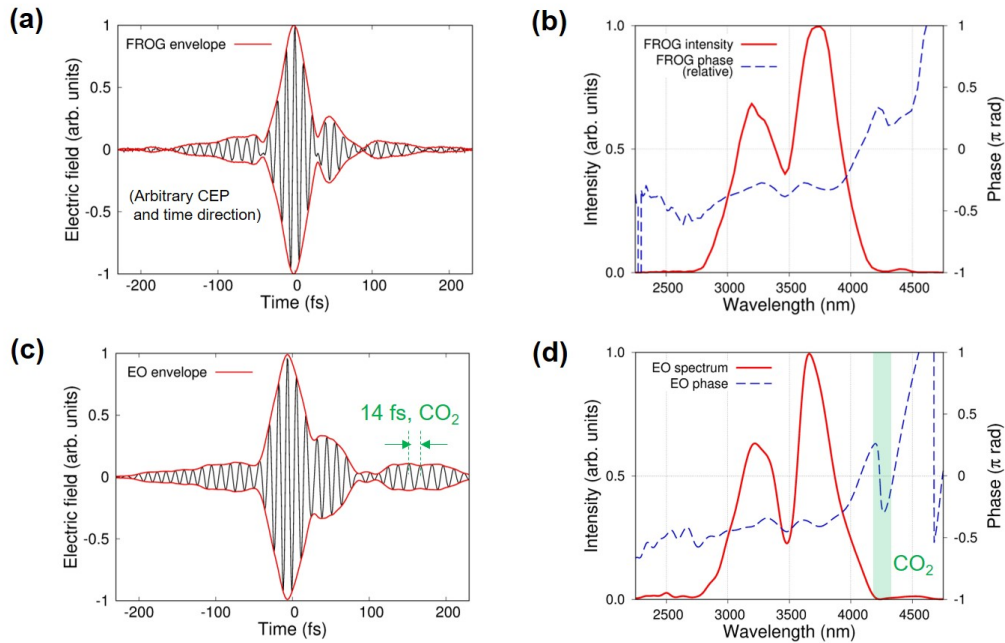 (a)
FROG envelope
Electric field (arb. units)
1
0.5
0
-0.5
-1
(Arbitrary CEP
and time direction)
-200
-100
0
100
200
Time (fs)
(b)
FROG intensity
FROG phase
(relative)
Intensity (arb. units)
1.0
0.5
0.0
Phase (π rad)
1
0.5
0
-0.5
-1
2500
3000
3500
4000
4500
Wavelength (nm)
(c)
EO envelope
14 fs, CO₂
Electric field (arb. units)
1
0.5
0
-0.5
-1
-200
-100
0
100
200
Time (fs)
(d)
EO spectrum
EO phase
CO₂
Intensity (arb. units)
1.0
0.5
0.0
Phase (π rad)
1
0.5
0
-0.5
-1
2500
3000
3500
4000
4500
Wavelength (nm)